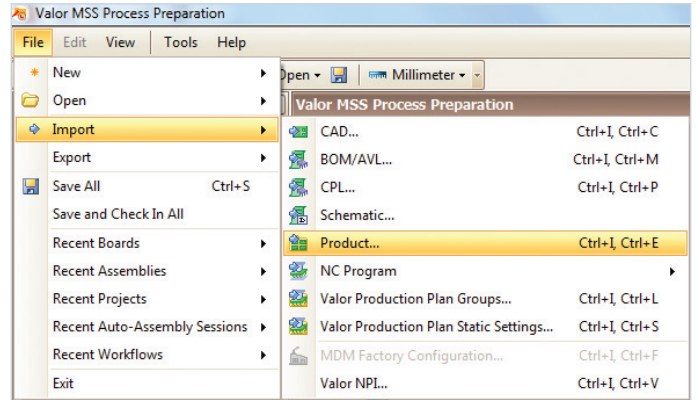 Valor MSS Process Preparation
File Edit View Tools Help
Open Millimeter
Valor MSS Process Preparation
New
Open
Import
Export
Save All Ctrl+S
Save and Check In All
Recent Boards
Recent Assemblies
Recent Projects
Recent Auto-Assembly Sessions
Recent Workflows
Exit
CAD... Ctrl+I, Ctrl+C
BOM/AVL... Ctrl+I, Ctrl+M
CPL... Ctrl+I, Ctrl+P
Schematic...
Product... Ctrl+I, Ctrl+E
NC Program
Valor Production Plan Groups... Ctrl+I, Ctrl+L
Valor Production Plan Static Settings... Ctrl+I, Ctrl+S
MDM Factory Configuration... Ctrl+I, Ctrl+F
Valor NPI... Ctrl+I, Ctrl+V